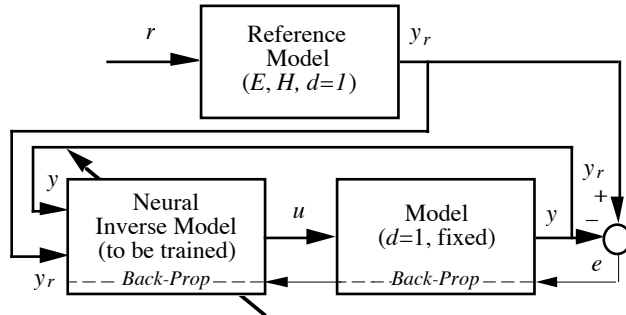 r
Reference
Model
(E, H, d=1)
y_r
y
Neural
Inverse Model
(to be trained)
y_r
Back-Prop
u
Model
(d=1, fixed)
Back-Prop
y
y_r
+
−
e